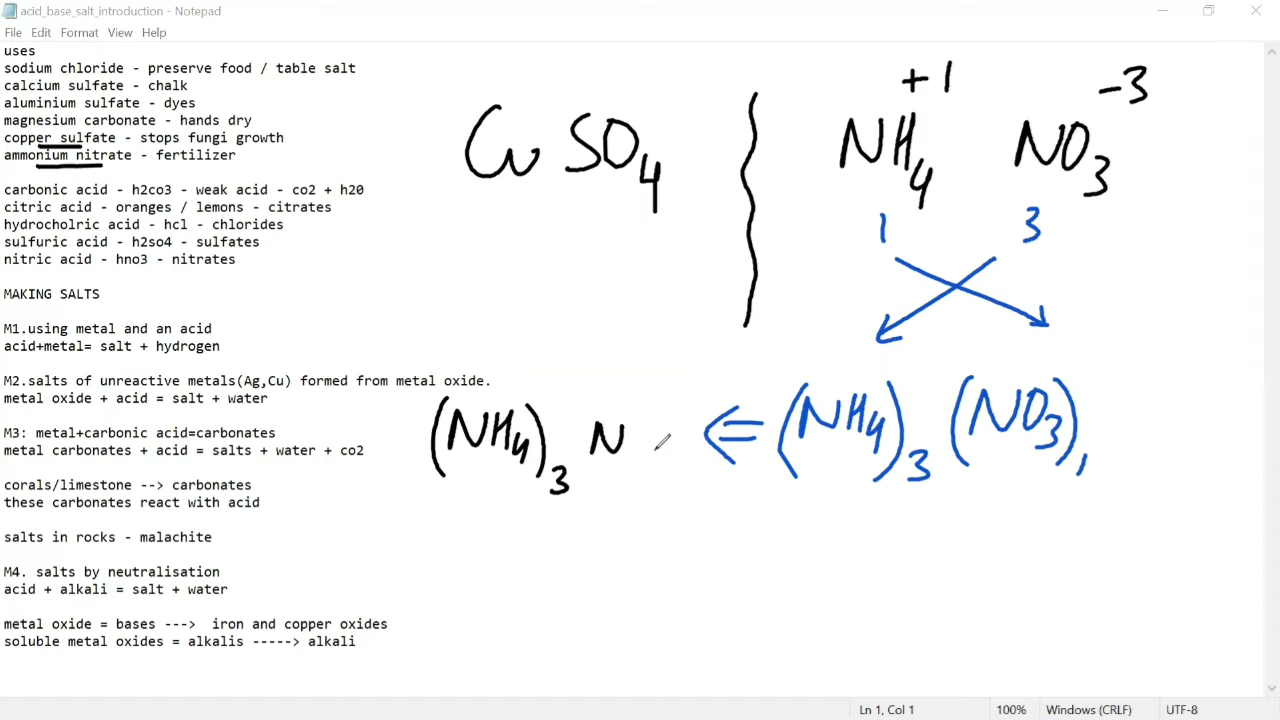 acid_base_salt_introduction - Notepad
File Edit Format View Help
uses
sodium chloride - preserve food / table salt
calcium sulfate - chalk
aluminium sulfate - dyes
magnesium carbonate - hands dry
copper sulfate - stops fungi growth
ammonium nitrate - fertilizer
carbonic acid - h2co3 - weak acid - co2 + h20
citric acid - oranges / lemons - citrates
hydrocholric acid - hcl - chlorides
sulfuric acid - h2so4 - sulfates
nitric acid - hno3 - nitrates
MAKING SALTS
M1.using metal and an acid
acid+metal= salt + hydrogen
M2.salts of unreactive metals(Ag,Cu) formed from metal oxide.
metal oxide + acid = salt + water
M3: metal+carbonic acid=carbonates
metal carbonates + acid = salts + water + co2
corals/limestone --> carbonates
these carbonates react with acid
salts in rocks - malachite
M4. salts by neutralisation
acid + alkali = salt + water
metal oxide = bases ---> iron and copper oxides
soluble metal oxides = alkalis -----> alkali
+1 -3
CuSO4 NH4 NO3
1 3
(NH4)3 N ⇐ (NH4)3 (NO3)1
Ln 1, Col 1 100% Windows (CRLF) UTF-8